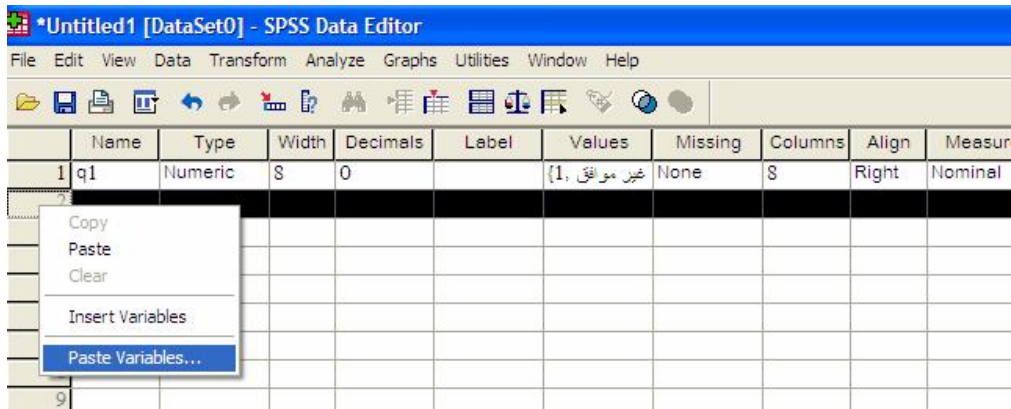 *Untitled1 [DataSet0] - SPSS Data Editor
File Edit View Data Transform Analyze Graphs Utilities Window Help
Name Type Width Decimals Label Values Missing Columns Align Measur
1 q1 Numeric 8 0 {1, غير موافق None 8 Right Nominal
2
Copy
Paste
Clear
Insert Variables
Paste Variables...
9